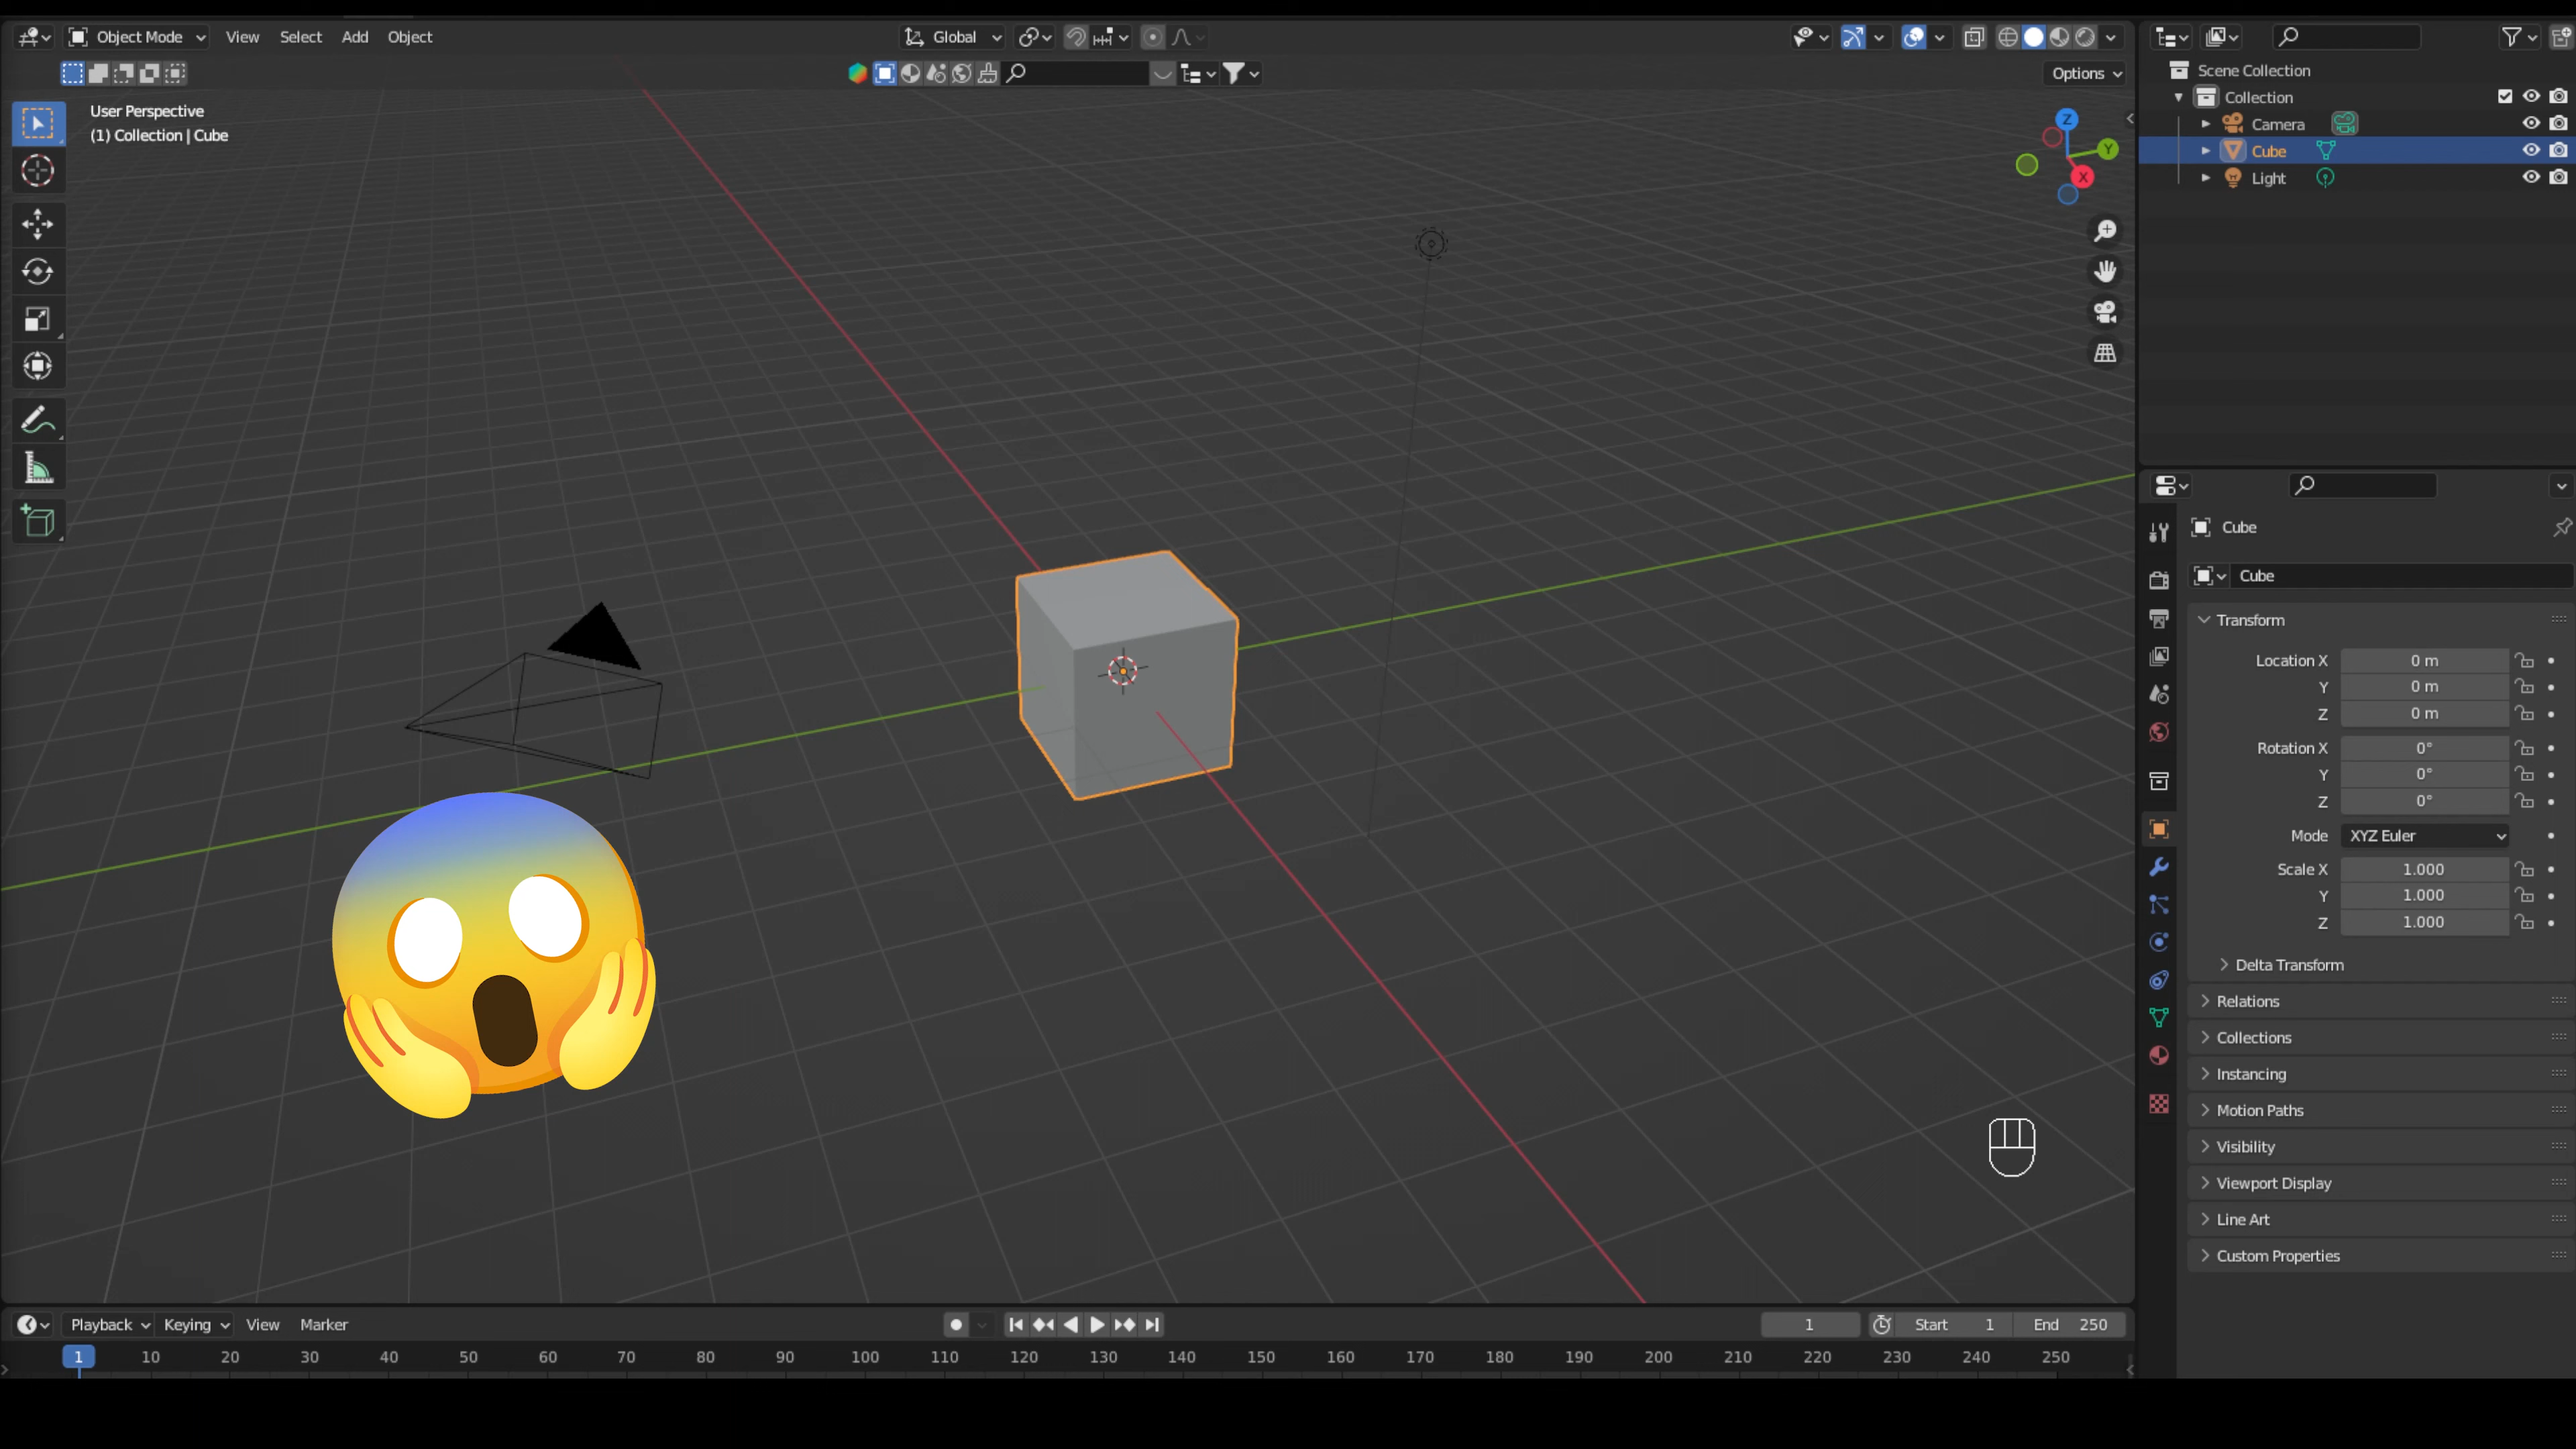 Object Mode View Select Add Object Global
Options
User Perspective
(1) Collection | Cube
Z
Y
X
Scene Collection
Collection
Camera
Cube
Light
Cube
Cube
Transform
Location X 0 m
Y 0 m
Z 0 m
Rotation X 0°
Y 0°
Z 0°
Mode XYZ Euler
Scale X 1.000
Y 1.000
Z 1.000
Delta Transform
Relations
Collections
Instancing
Motion Paths
Visibility
Viewport Display
Line Art
Custom Properties
Playback Keying View Marker 1 Start 1 End 250
1 10 20 30 40 50 60 70 80 90 100 110 120 130 140 150 160 170 180 190 200 210 220 230 240 250